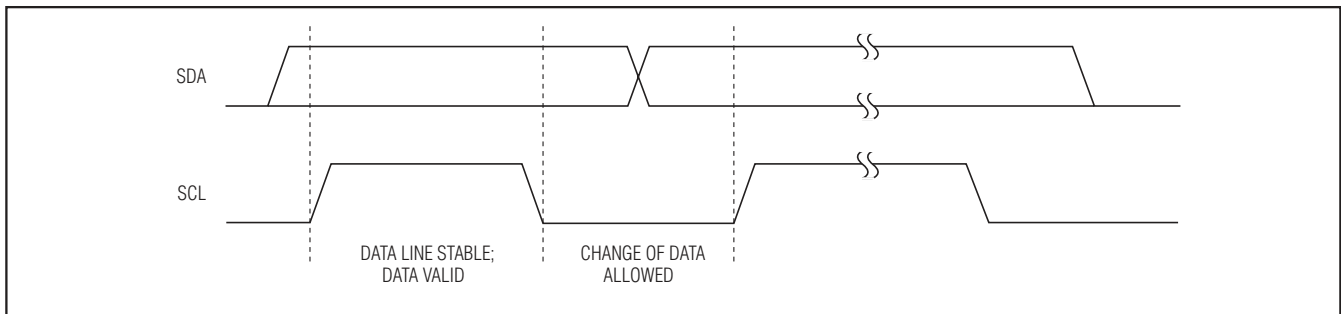 SDA
SCL
DATA LINE STABLE;
DATA VALID
CHANGE OF DATA
ALLOWED